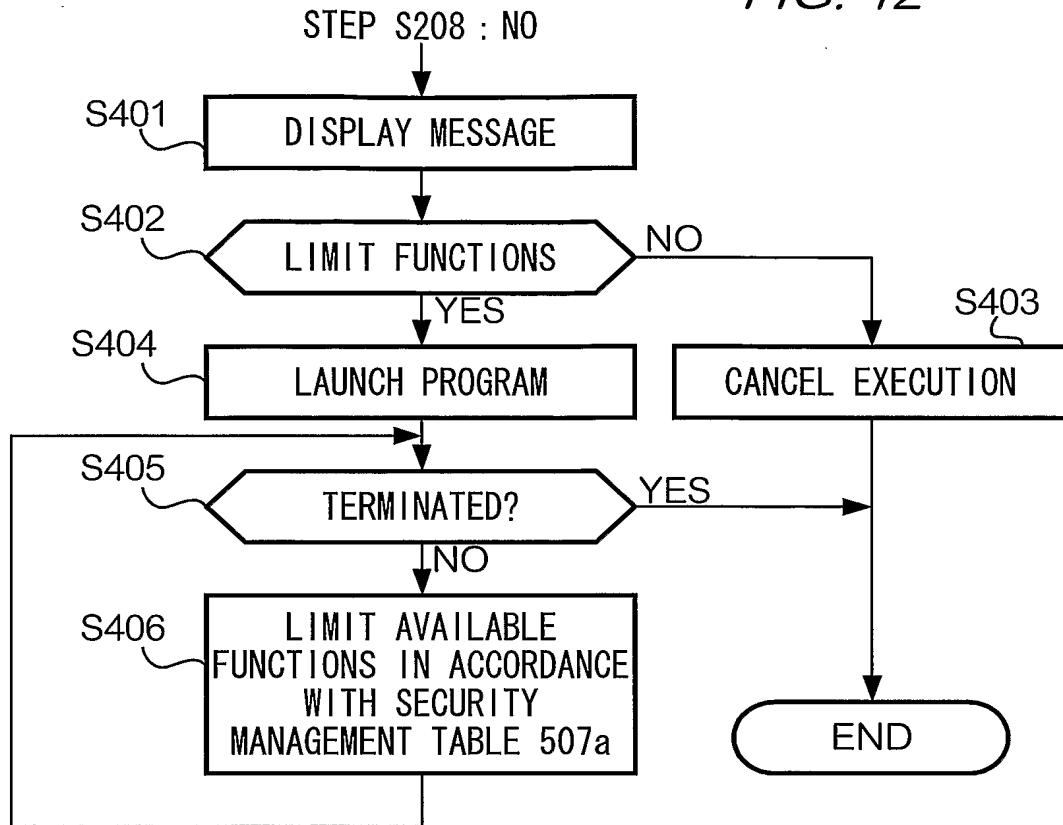 FIG. 12
STEP S208 : NO
S401
DISPLAY MESSAGE
S402
LIMIT FUNCTIONS
NO
YES
S403
S404
LAUNCH PROGRAM
CANCEL EXECUTION
S405
TERMINATED?
YES
NO
S406
LIMIT AVAILABLE
FUNCTIONS IN ACCORDANCE
WITH SECURITY
MANAGEMENT TABLE 507a
END